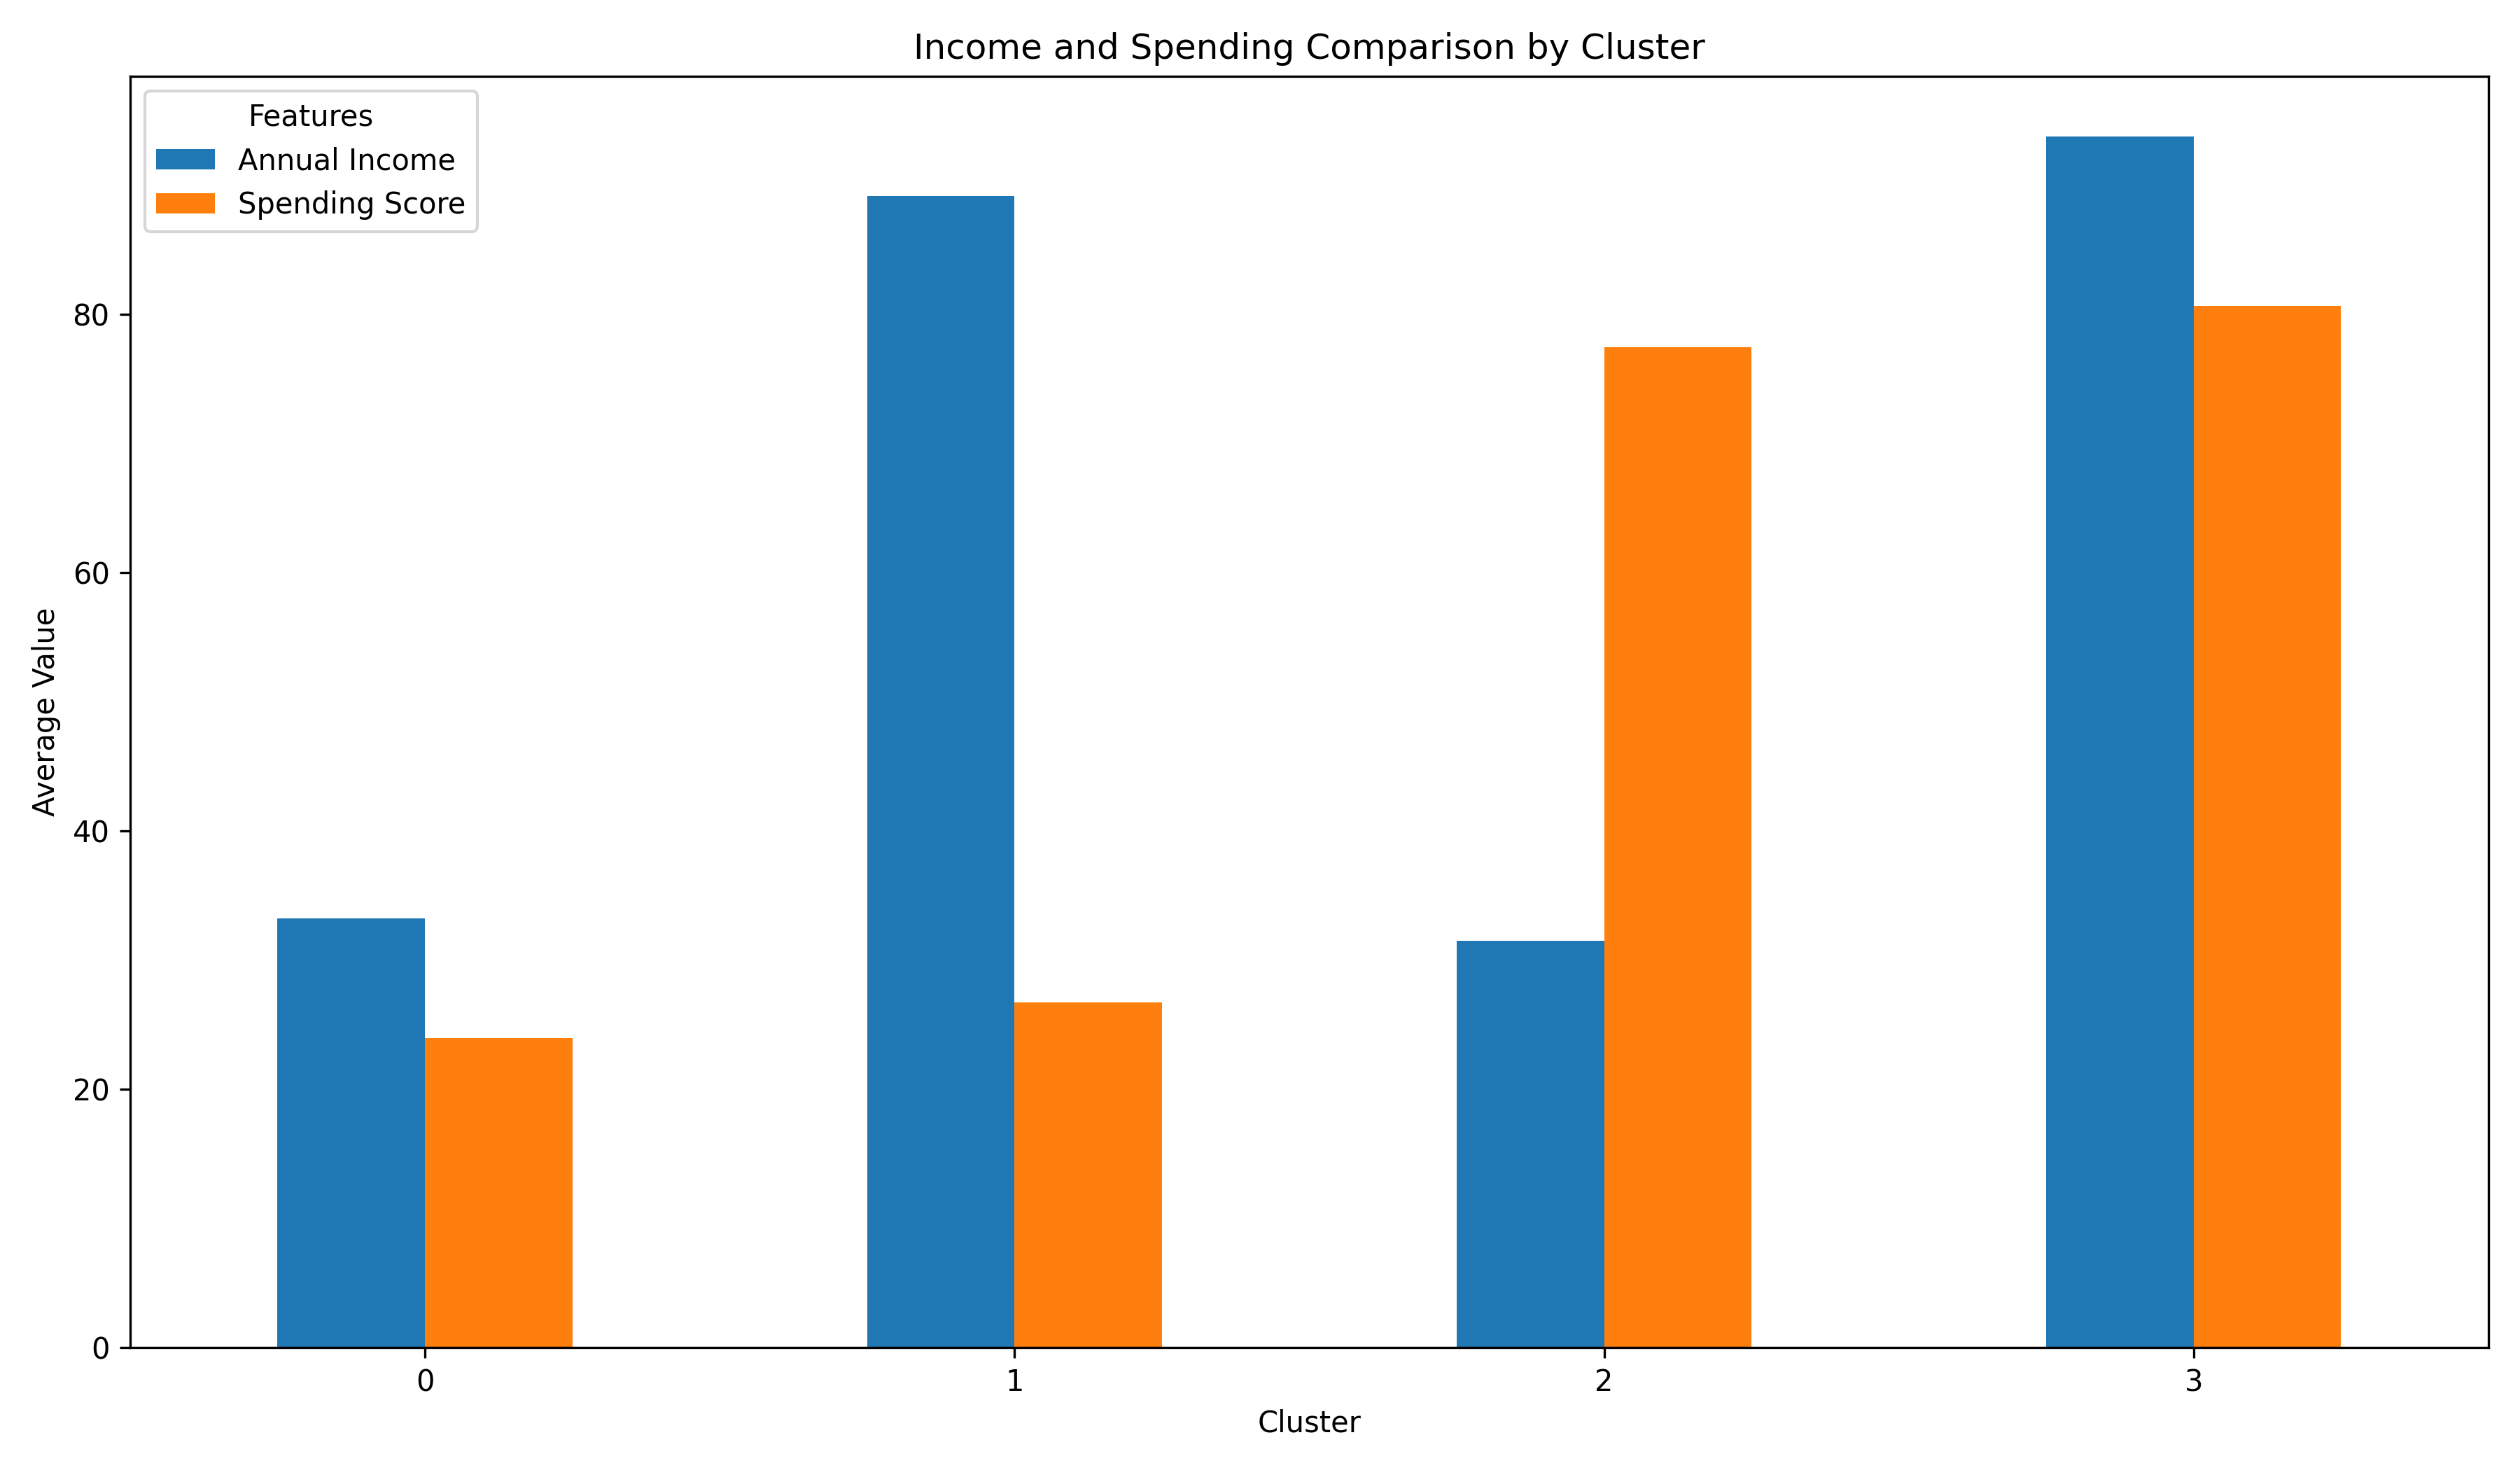 Income and Spending Comparison by Cluster
Features
Annual Income
Spending Score
80
60
40
20
0
Average Value
0 1 2 3
Cluster